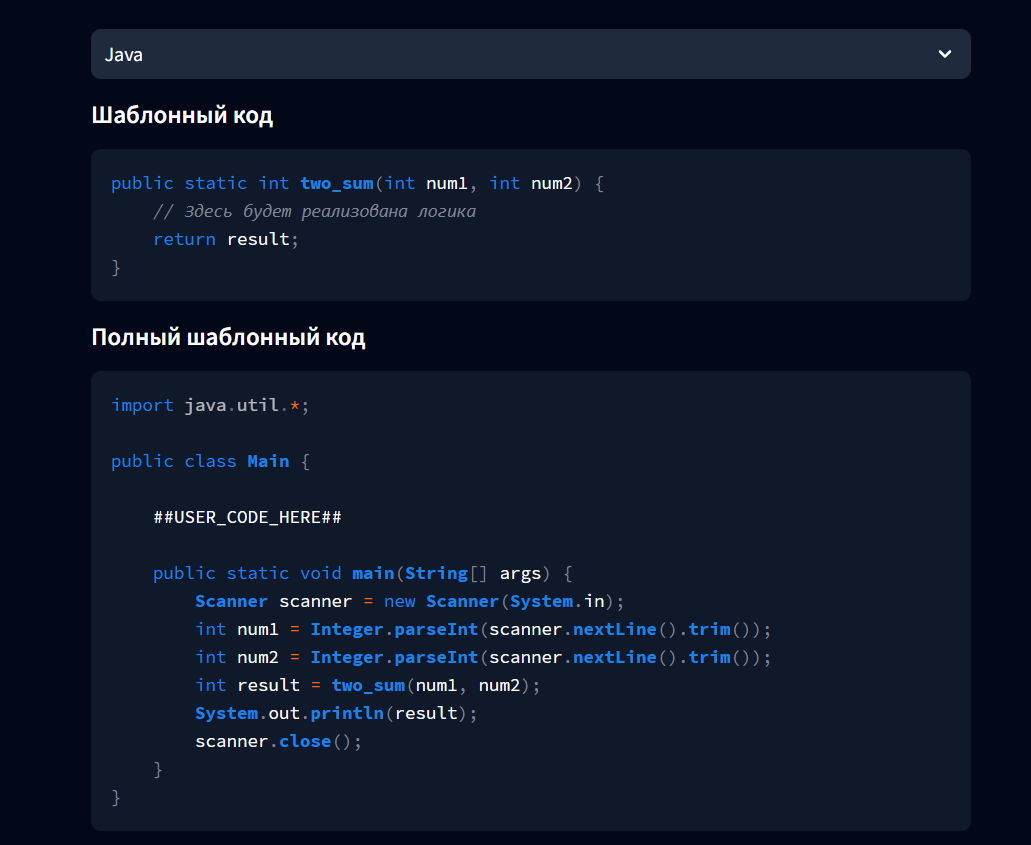 Java
Шаблонный код
public static int two_sum(int num1, int num2) {
    // Здесь будет реализована логика
    return result;
}
Полный шаблонный код
import java.util.*;
public class Main {
    ##USER_CODE_HERE##
    public static void main(String[] args) {
        Scanner scanner = new Scanner(System.in);
        int num1 = Integer.parseInt(scanner.nextLine().trim());
        int num2 = Integer.parseInt(scanner.nextLine().trim());
        int result = two_sum(num1, num2);
        System.out.println(result);
        scanner.close();
    }
}